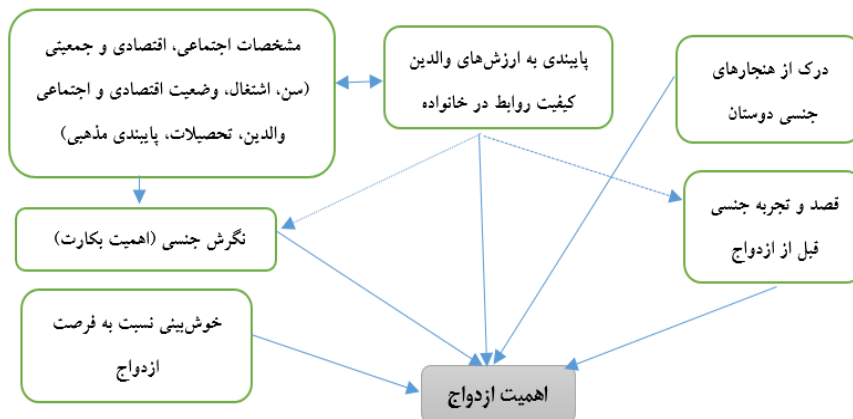 مشخصات اجتماعی، اقتصادی و جمعیتی
(سن، اشتغال، وضعیت اقتصادی و اجتماعی
والدین، تحصیلات، پایبندی مذهبی)
پایبندی به ارزش‌های والدین
کیفیت روابط در خانواده
درک از هنجارهای
جنسی دوستان
نگرش جنسی (اهمیت بکارت)
قصد و تجربه جنسی
قبل از ازدواج
خوش‌بینی نسبت به فرصت
ازدواج
اهمیت ازدواج